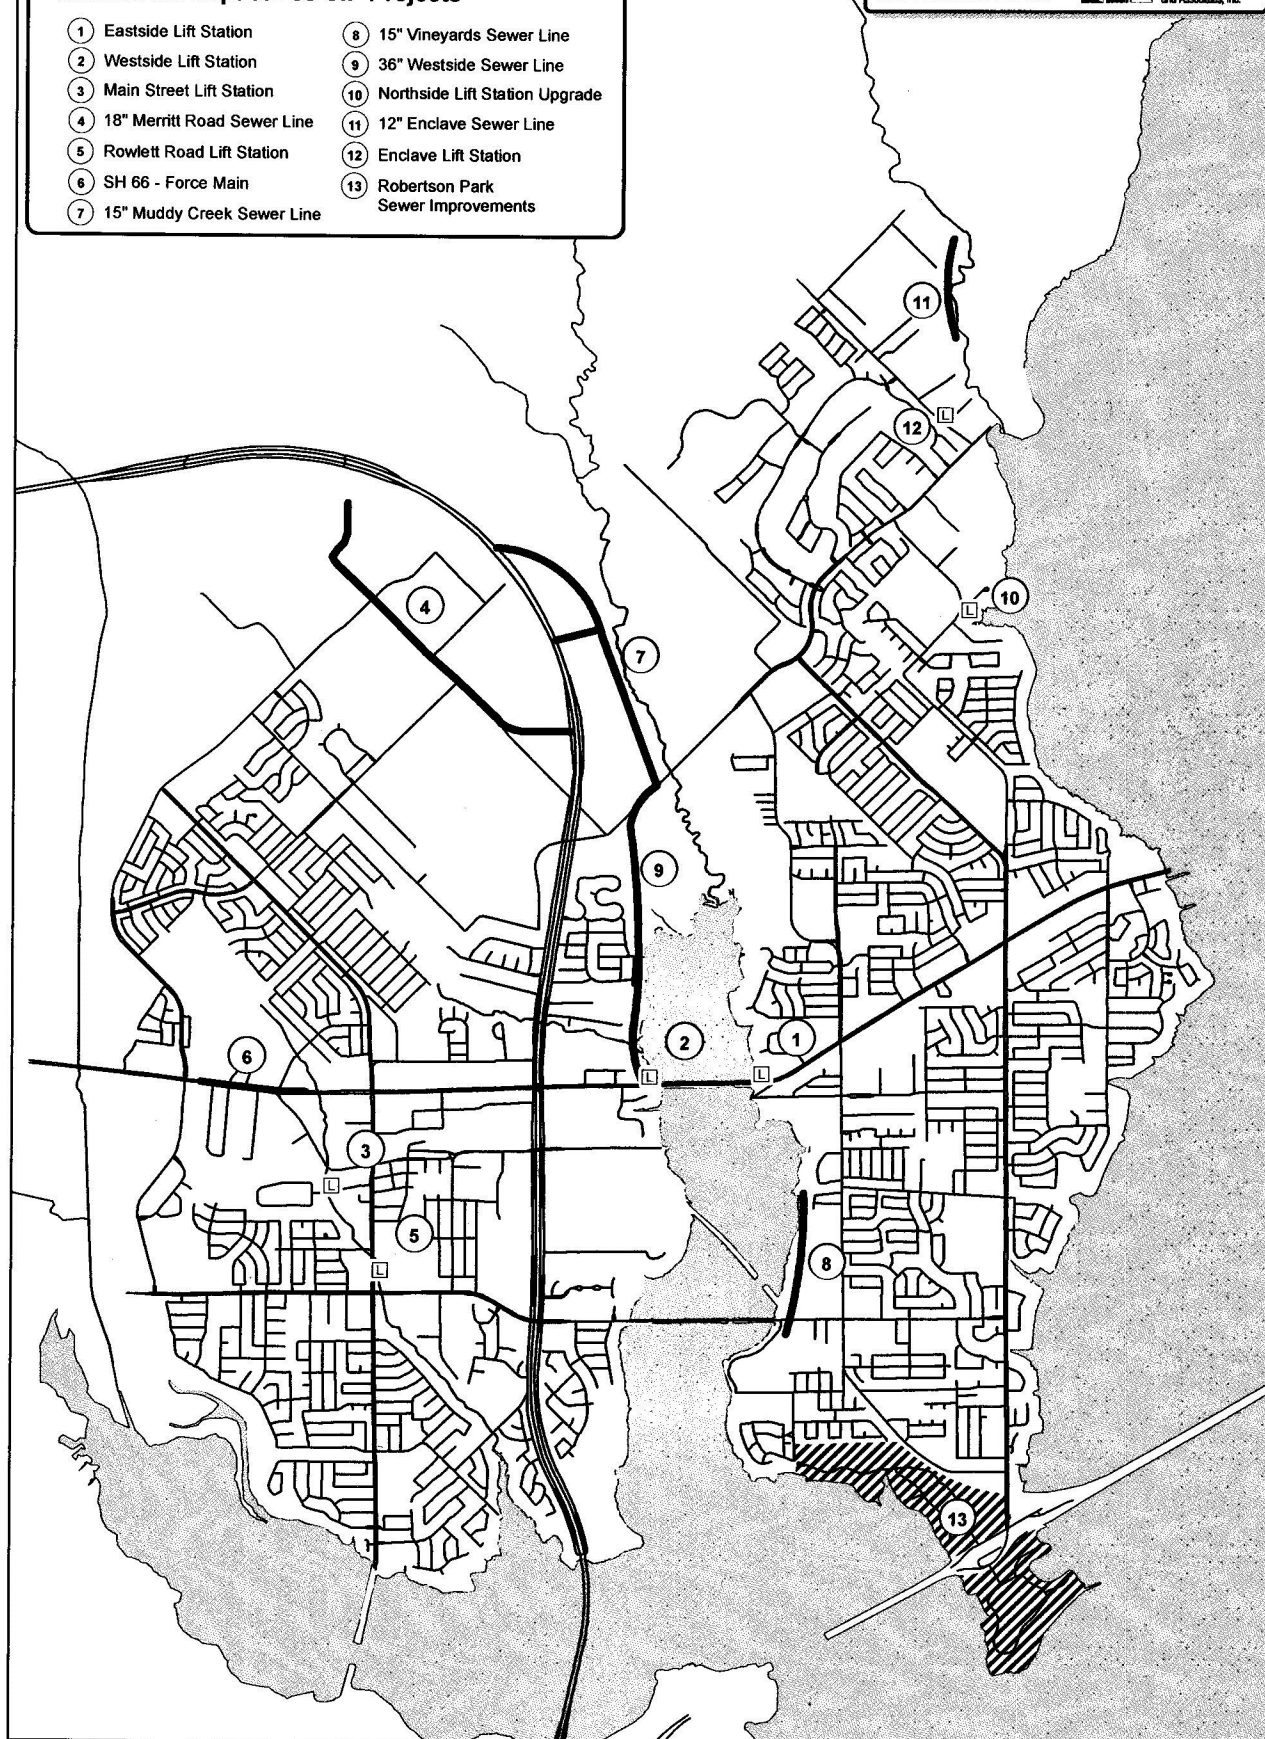 Projects
1 Eastside Lift Station
2 Westside Lift Station
3 Main Street Lift Station
4 18" Merritt Road Sewer Line
5 Rowlett Road Lift Station
6 SH 66 - Force Main
7 15" Muddy Creek Sewer Line
8 15" Vineyards Sewer Line
9 36" Westside Sewer Line
10 Northside Lift Station Upgrade
11 12" Enclave Sewer Line
12 Enclave Lift Station
13 Robertson Park
Sewer Improvements
and Associates, Inc.
11
L
12
10
L
4
7
9
1
2
6
L
L
3
L
5
8
L
13